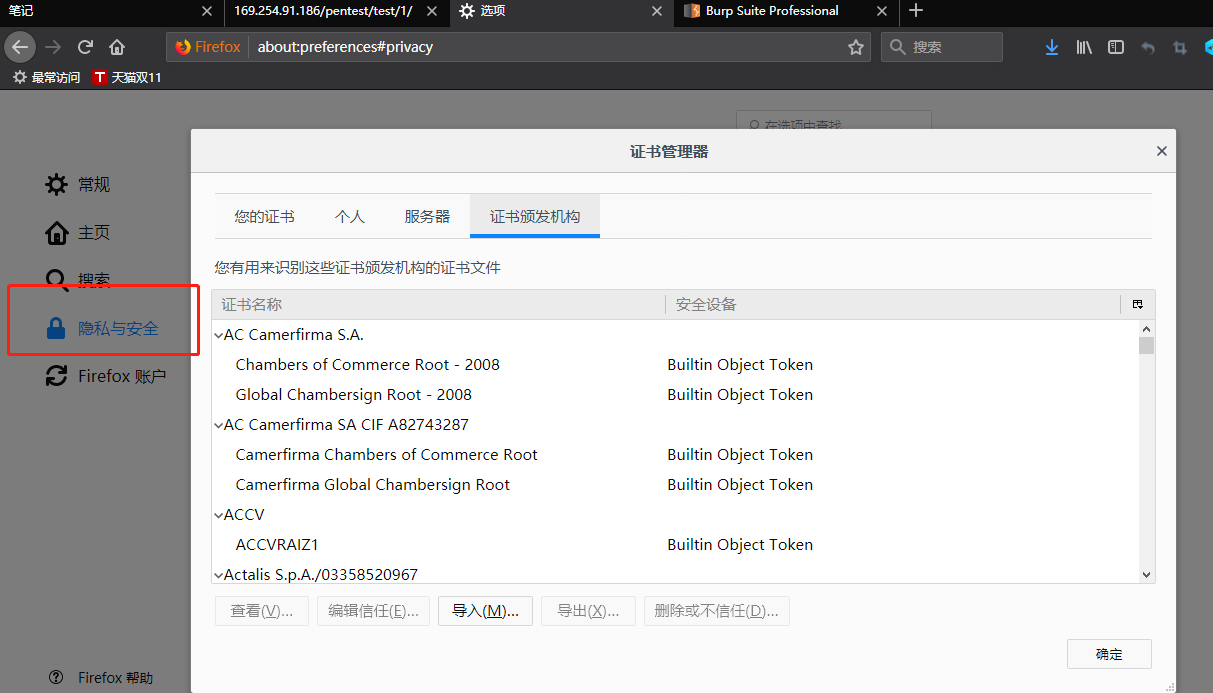 笔记
169.254.91.186/pentest/test/1/
选项
Burp Suite Professional
Firefox
about:preferences#privacy
搜索
最常访问
T 天猫双11
在选项中查找
证书管理器
常规
主页
搜索
隐私与安全
Firefox 账户
您的证书
个人
服务器
证书颁发机构
您有用来识别这些证书颁发机构的证书文件
证书名称 安全设备
AC Camerfirma S.A.
Chambers of Commerce Root - 2008 Builtin Object Token
Global Chambersign Root - 2008 Builtin Object Token
AC Camerfirma SA CIF A82743287
Camerfirma Chambers of Commerce Root Builtin Object Token
Camerfirma Global Chambersign Root Builtin Object Token
ACCV
ACCVRAIZ1 Builtin Object Token
Actalis S.p.A./03358520967
查看(V)... 编辑信任(E)... 导入(M)... 导出(X)... 删除或不信任(D)...
确定
Firefox 帮助